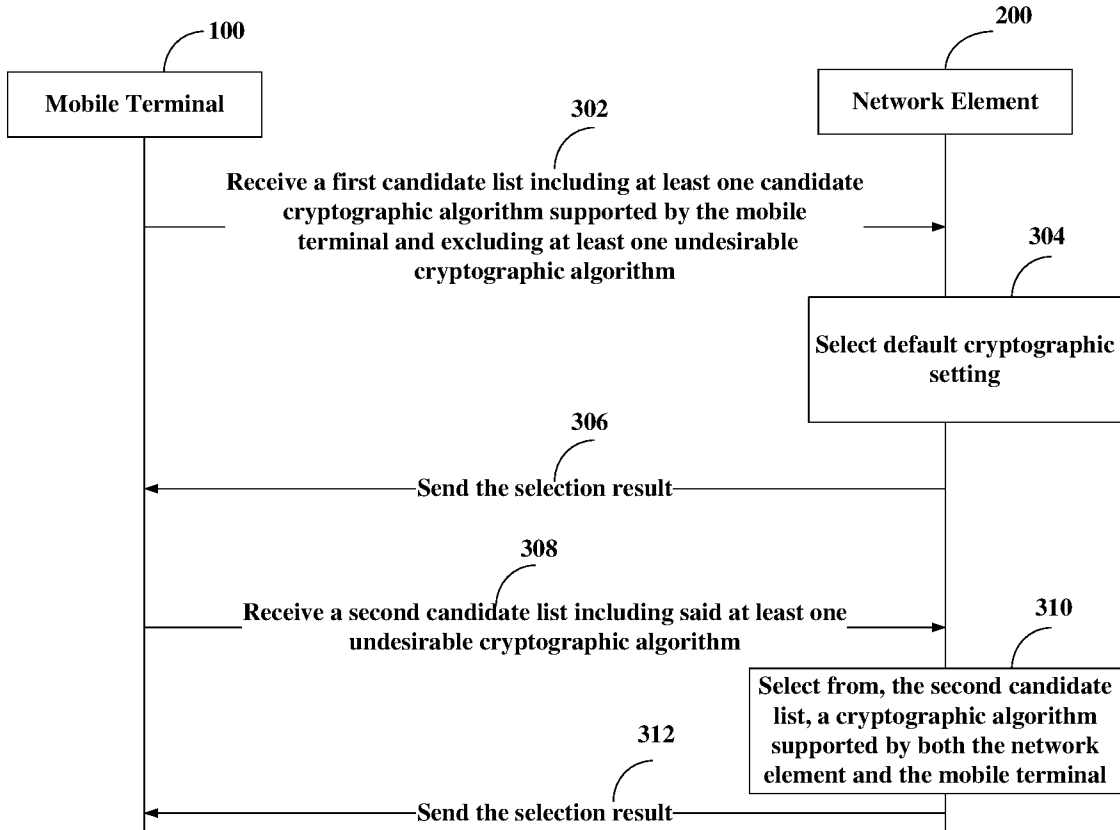 100
200
Mobile Terminal
Network Element
302
Receive a first candidate list including at least one candidate
cryptographic algorithm supported by the mobile
terminal and excluding at least one undesirable
cryptographic algorithm
304
Select default cryptographic
setting
306
Send the selection result
308
Receive a second candidate list including said at least one
undesirable cryptographic algorithm
310
Select from, the second candidate
list, a cryptographic algorithm
supported by both the network
element and the mobile terminal
312
Send the selection result